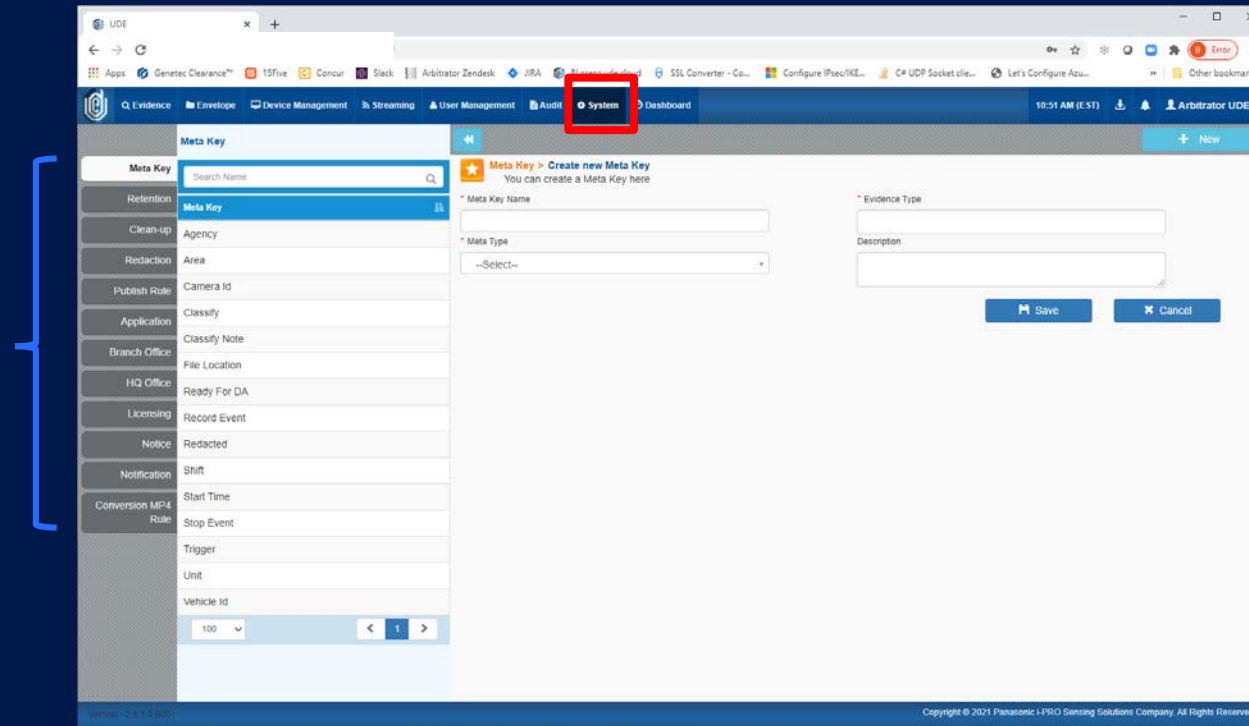 UDE
Error
Apps Genetec Clearance™ 15Five Concur Slack Arbitrator Zendesk JIRA SSL Converter - Co... Configure IPsec/IKE... C# UDP Socket clie... Let's Configure Azu... Other bookmar
Evidence Envelope Device Management Streaming User Management Audit System Dashboard 10:51 AM (EST) Arbitrator UDE
Meta Key
+ New
Meta Key
Retention
Clean-up
Redaction
Publish Rule
Application
Branch Office
HQ Office
Licensing
Notice
Notification
Conversion MP4
Rule
Search Name
Meta Key
Agency
Area
Camera Id
Classify
Classify Note
File Location
Ready For DA
Record Event
Redacted
Shift
Start Time
Stop Event
Trigger
Unit
Vehicle Id
100 < 1 >
Meta Key > Create new Meta Key
You can create a Meta Key here
* Meta Key Name * Evidence Type
* Meta Type Description
--Select--
Save Cancel
Copyright © 2021 Panasonic i-PRO Sensing Solutions Company. All Rights Reserve